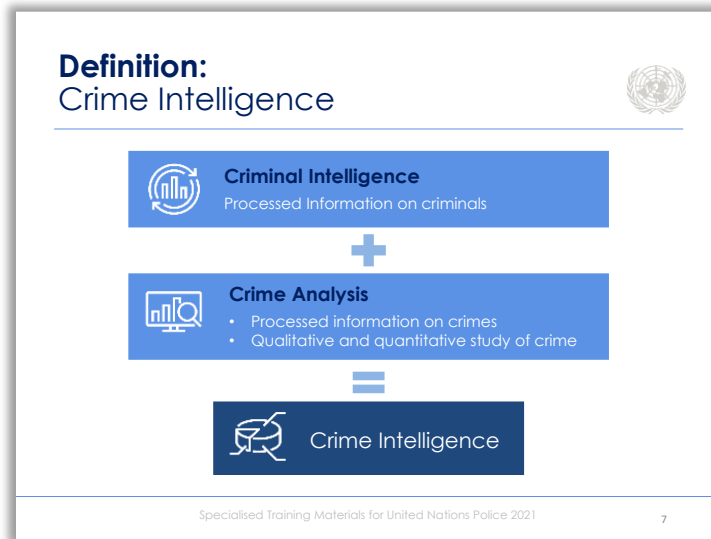 Definition:
Crime Intelligence
Criminal Intelligence
Processed Information on criminals
Crime Analysis
• Processed information on crimes
• Qualitative and quantitative study of crime
Crime Intelligence
Specialised Training Materials for United Nations Police 2021
7